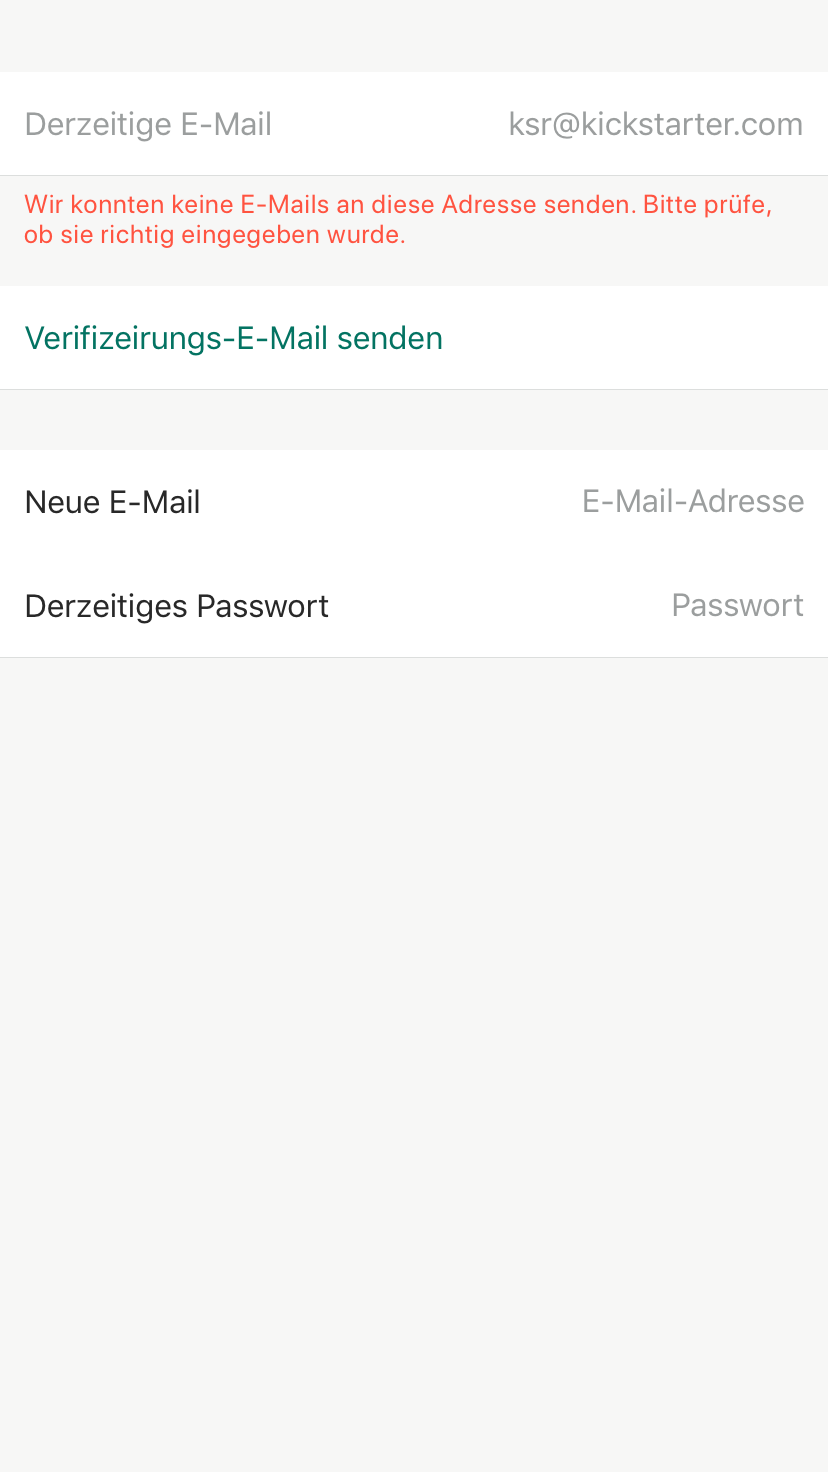 Derzeitige E-Mail ksr@kickstarter.com
Wir konnten keine E-Mails an diese Adresse senden. Bitte prüfe,
ob sie richtig eingegeben wurde.
Verifizeirungs-E-Mail senden
Neue E-Mail E-Mail-Adresse
Derzeitiges Passwort Passwort